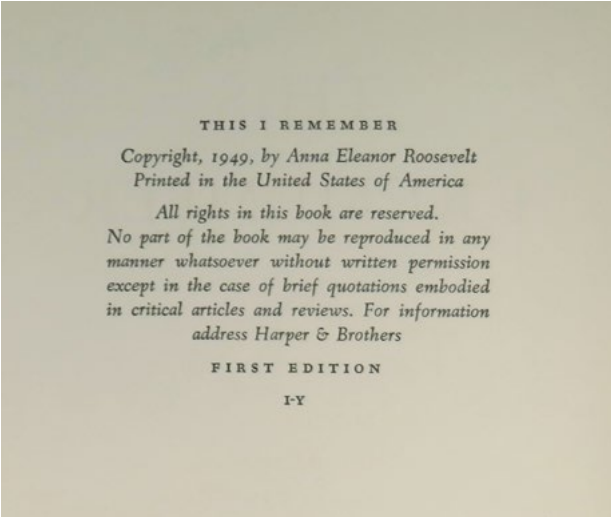 THIS I REMEMBER
Copyright, 1949, by Anna Eleanor Roosevelt
Printed in the United States of America
All rights in this book are reserved.
No part of the book may be reproduced in any
manner whatsoever without written permission
except in the case of brief quotations embodied
in critical articles and reviews. For information
address Harper & Brothers
FIRST EDITION
I-Y